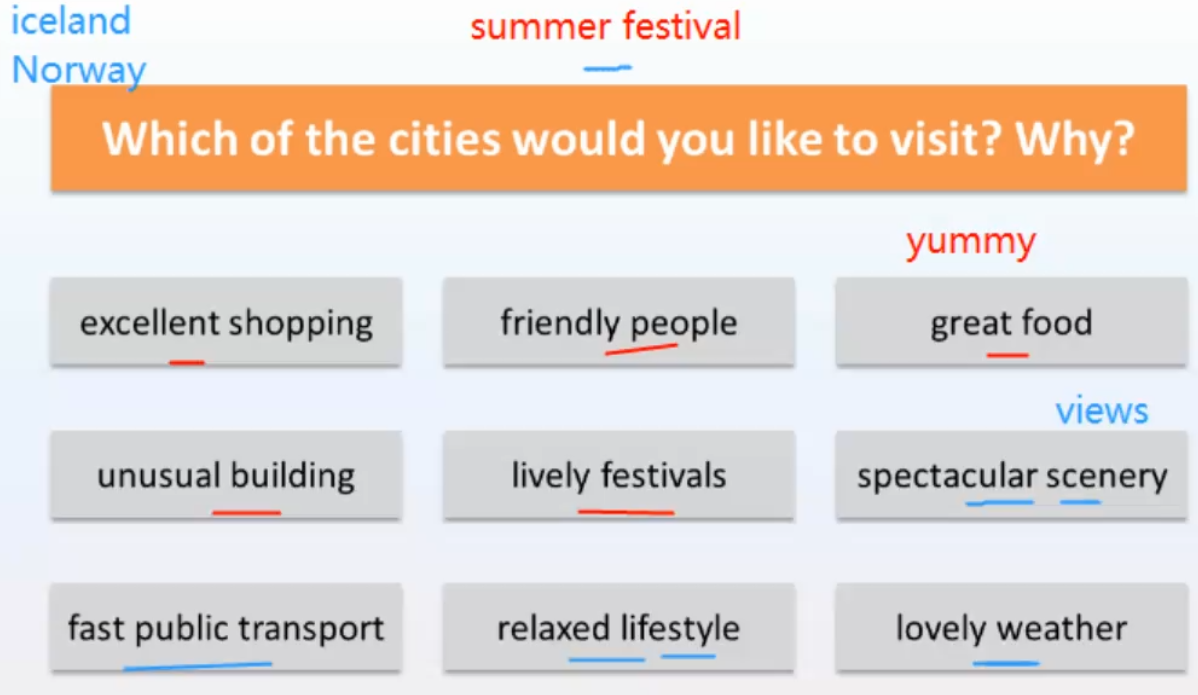 iceland
summer festival
Norway
Which of the cities would you like to visit? Why?
yummy
excellent shopping
friendly people
great food
views
unusual building
lively festivals
spectacular scenery
fast public transport
relaxed lifestyle
lovely weather